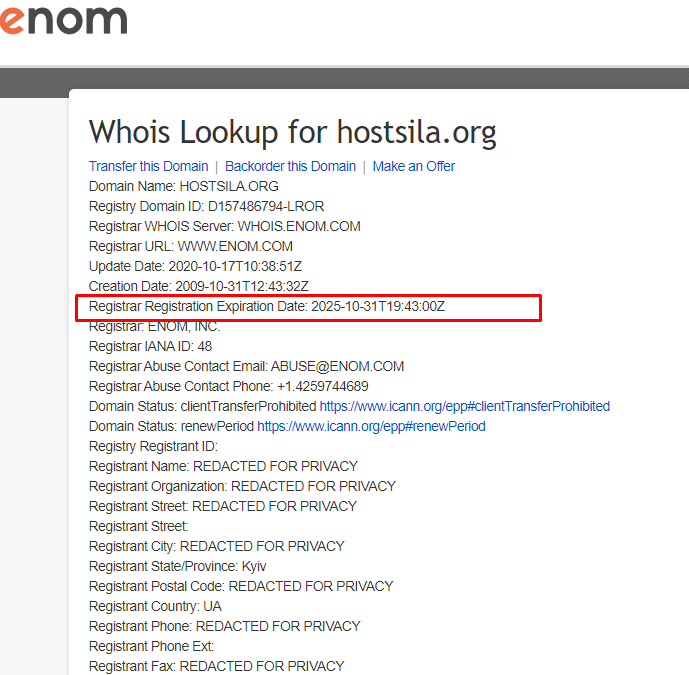 enom
Whois Lookup for hostsila.org
Transfer this Domain | Backorder this Domain | Make an Offer
Domain Name: HOSTSILA.ORG
Registry Domain ID: D157486794-LROR
Registrar WHOIS Server: WHOIS.ENOM.COM
Registrar URL: WWW.ENOM.COM
Update Date: 2020-10-17T10:38:51Z
Creation Date: 2009-10-31T12:43:32Z
Registrar Registration Expiration Date: 2025-10-31T19:43:00Z
Registrar: ENOM, INC.
Registrar IANA ID: 48
Registrar Abuse Contact Email: ABUSE@ENOM.COM
Registrar Abuse Contact Phone: +1.4259744689
Domain Status: clientTransferProhibited https://www.icann.org/epp#clientTransferProhibited
Domain Status: renewPeriod https://www.icann.org/epp#renewPeriod
Registry Registrant ID:
Registrant Name: REDACTED FOR PRIVACY
Registrant Organization: REDACTED FOR PRIVACY
Registrant Street: REDACTED FOR PRIVACY
Registrant Street:
Registrant City: REDACTED FOR PRIVACY
Registrant State/Province: Kyiv
Registrant Postal Code: REDACTED FOR PRIVACY
Registrant Country: UA
Registrant Phone: REDACTED FOR PRIVACY
Registrant Phone Ext:
Registrant Fax: REDACTED FOR PRIVACY